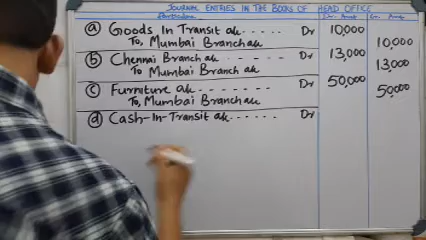 JOURNAL ENTRIES IN THE BOOKS OF HEAD OFFICE
Particulars Dr. Amt Cr. Amt
(a) Goods In Transit a/c..... Dr 10,000
To, Mumbai Branch a/c 10,000
(b) Chennai Branch a/c - - - - - - Dr 13,000
To Mumbai Branch a/c 13,000
(c) Furniture a/c - - - - - - - Dr 50,000
To, Mumbai Branch a/c 50,000
(d) Cash-In-Transit a/c...... Dr